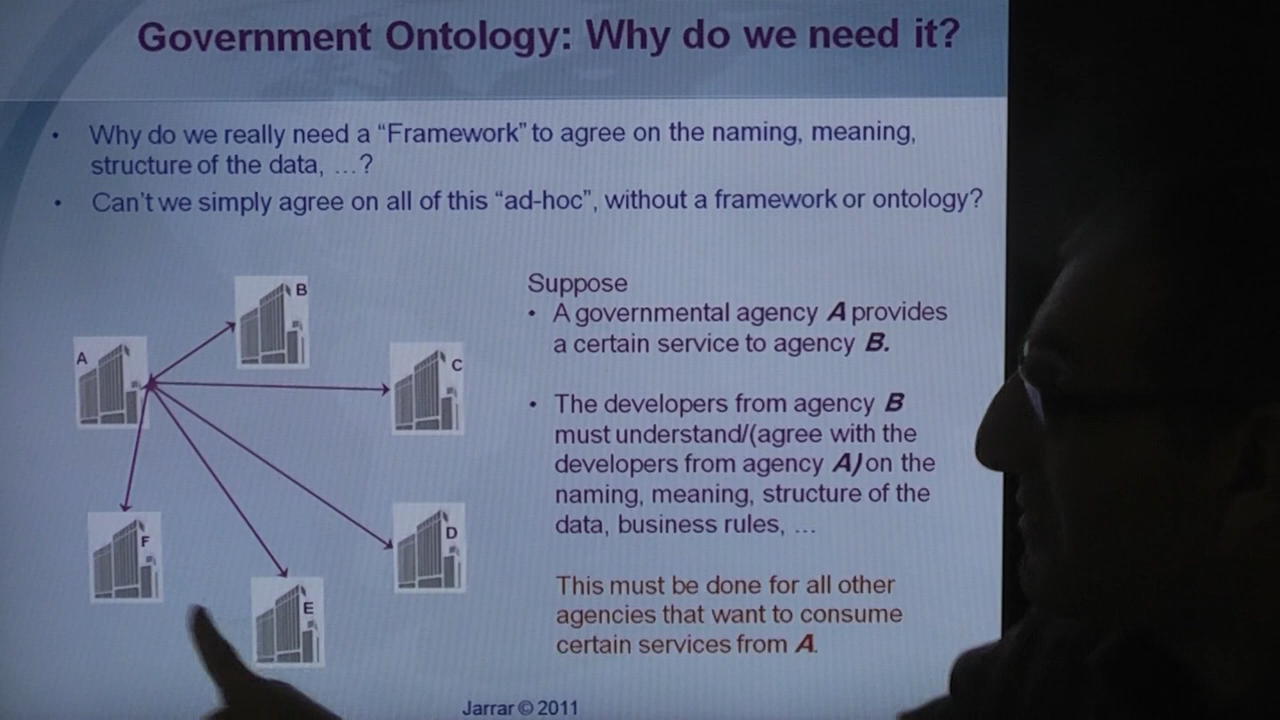 Government Ontology: Why do we need it?
• Why do we really need a “Framework” to agree on the naming, meaning,
structure of the data, …?
• Can’t we simply agree on all of this “ad-hoc”, without a framework or ontology?
A
B
C
D
E
F
Suppose
• A governmental agency A provides
a certain service to agency B.
• The developers from agency B
must understand/(agree with the
developers from agency A) on the
naming, meaning, structure of the
data, business rules, …
This must be done for all other
agencies that want to consume
certain services from A.
Jarrar © 2011